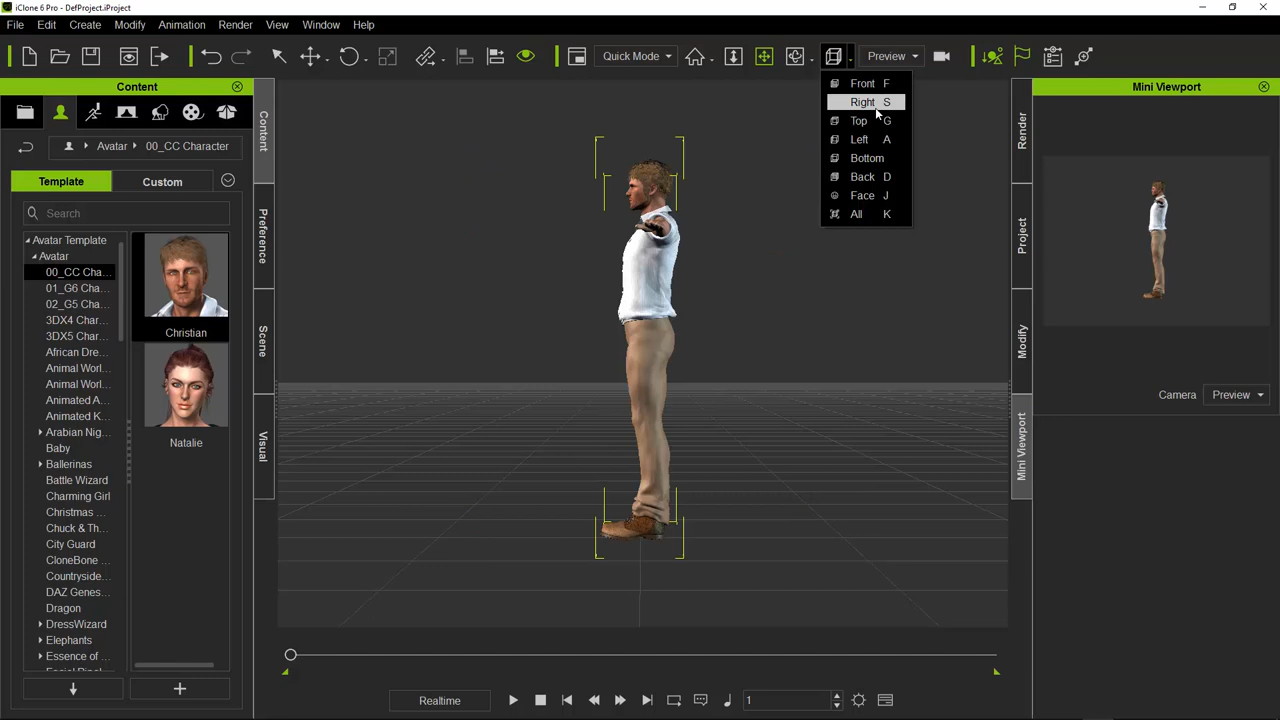 iClone 6 Pro - DefProject.iProject
File Edit Create Modify Animation Render View Window Help
Quick Mode
Preview
Content
Avatar 00_CC Character
Template Custom
Search
Avatar Template
Avatar
00_CC Cha...
01_G6 Cha...
02_G5 Cha...
3DX4 Char...
3DX5 Char...
African Dre...
Animal Worl...
Animal Worl...
Animated A...
Animated K...
Arabian Nig...
Baby
Ballerinas
Battle Wizard
Charming Girl
Christmas ...
Chuck & Th...
City Guard
CloneBone ...
Countryside...
DAZ Genes...
Dragon
DressWizard
Elephants
Essence of ...
Christian
Natalie
Content
Preference
Scene
Visual
Front F
Right S
Top G
Left A
Bottom
Back D
Face J
All K
Render
Project
Modify
Mini Viewport
Mini Viewport
Camera Preview
Realtime
1